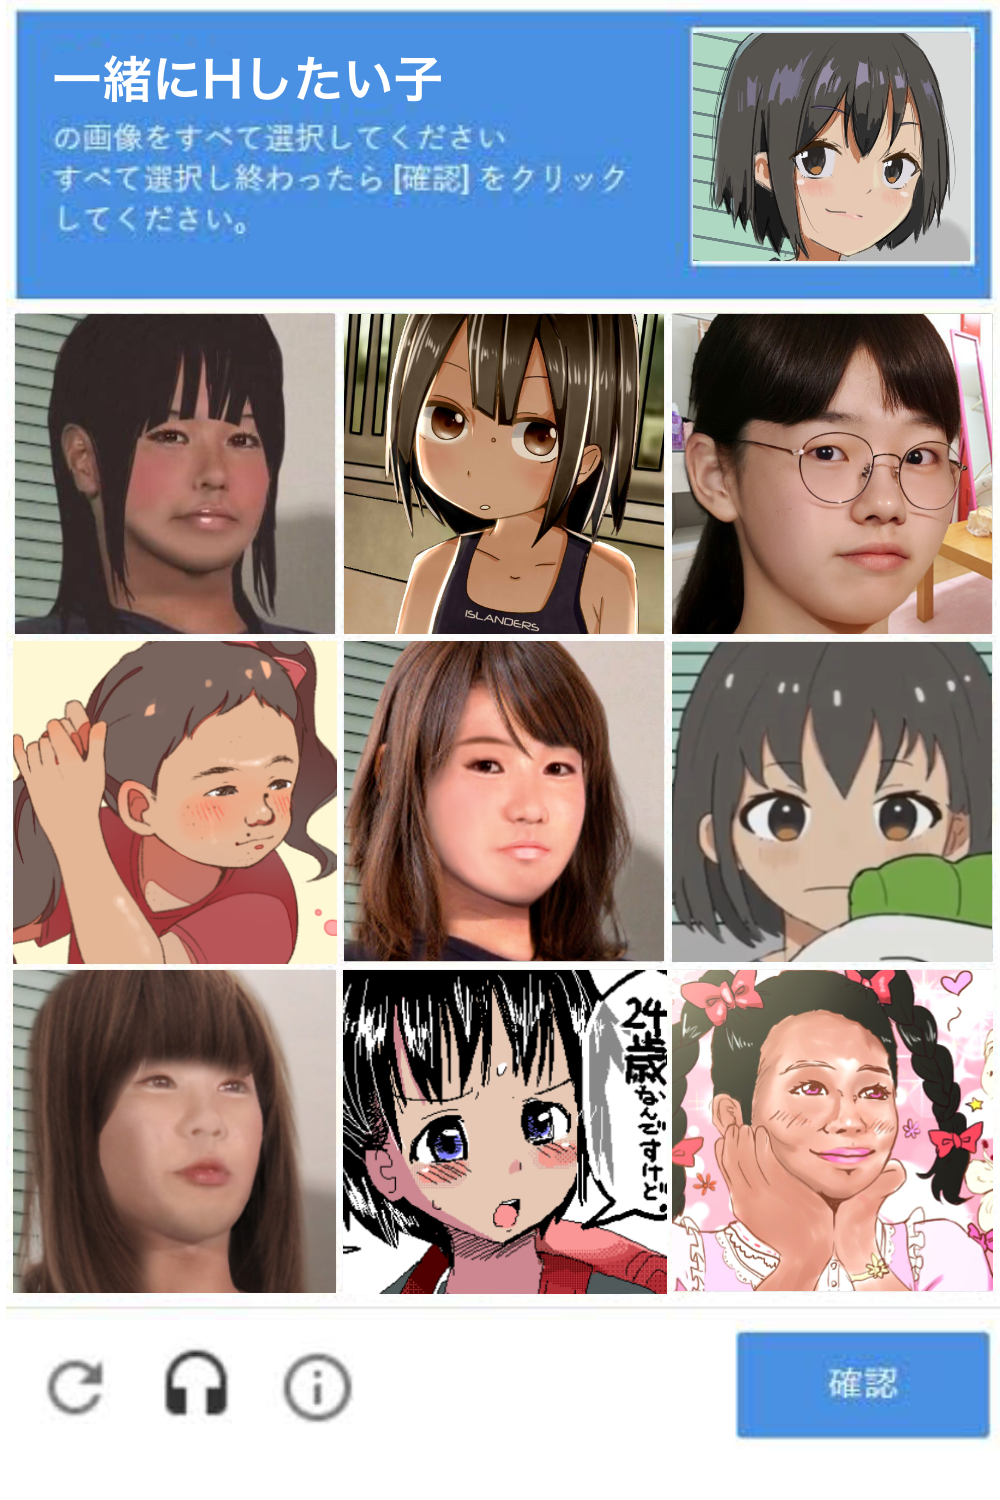 一緒にHしたい子
の画像をすべて選択してください
すべて選択し終わったら [確認] をクリック
してください。
ISLANDERS
24歳なんですけど。
確認